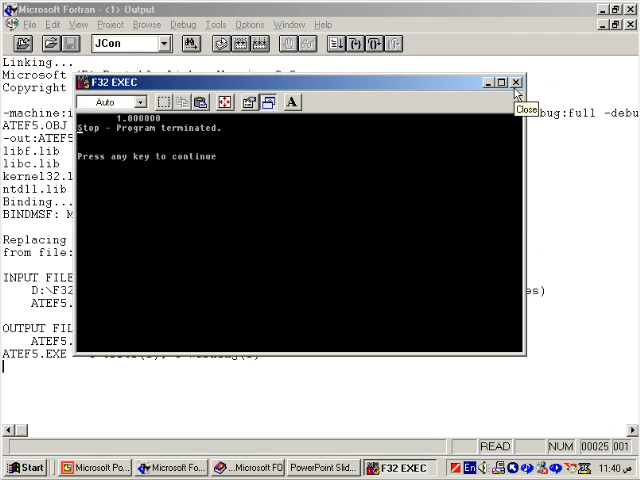 Microsoft Fortran - <1> Output
File Edit View Project Browse Debug Tools Options Window Help
JCon
Linking...
Microsoft
Copyright
-machine:i
bug:full -debu
ATEF5.OBJ
-out:ATEF5
libf.lib
libc.lib
kernel32.l
ntdll.lib
Binding...
BINDMSF: M
Replacing
from file:
INPUT FILE
D:\F32
es)
ATEF5.
OUTPUT FIL
ATEF5.
ATEF5.EXE
F32 EXEC
Auto
A
1.000000
Stop - Program terminated.
Press any key to continue
Close
READ NUM 00025 001
Start Microsoft Po... Microsoft Fort... Microsoft FO PowerPoint Slid... F32 EXEC En 11:40 ص